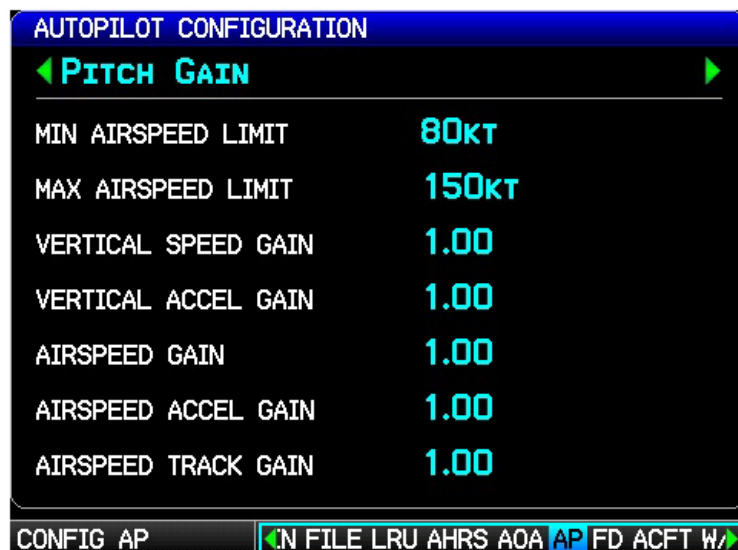 AUTOPILOT CONFIGURATION
PITCH GAIN
MIN AIRSPEED LIMIT 80KT
MAX AIRSPEED LIMIT 150KT
VERTICAL SPEED GAIN 1.00
VERTICAL ACCEL GAIN 1.00
AIRSPEED GAIN 1.00
AIRSPEED ACCEL GAIN 1.00
AIRSPEED TRACK GAIN 1.00
CONFIG AP FILE LRU AHRS AOA AP FD ACFT